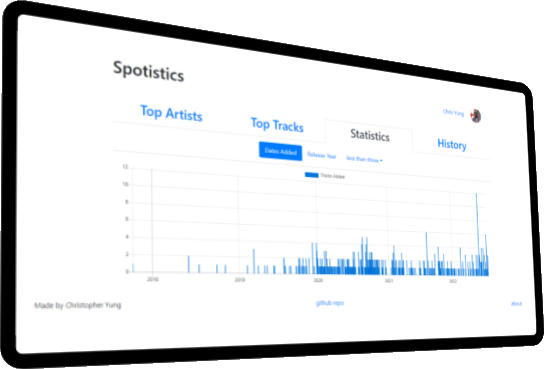 Spotistics
Chris Yung
Top Artists
Top Tracks
Statistics
History
Dates Added
Release Year
less than three
Tracks Added
12
10
8
6
4
2
0
2018
2019
2020
2021
2022
Made by Christopher Yung
github repo
about